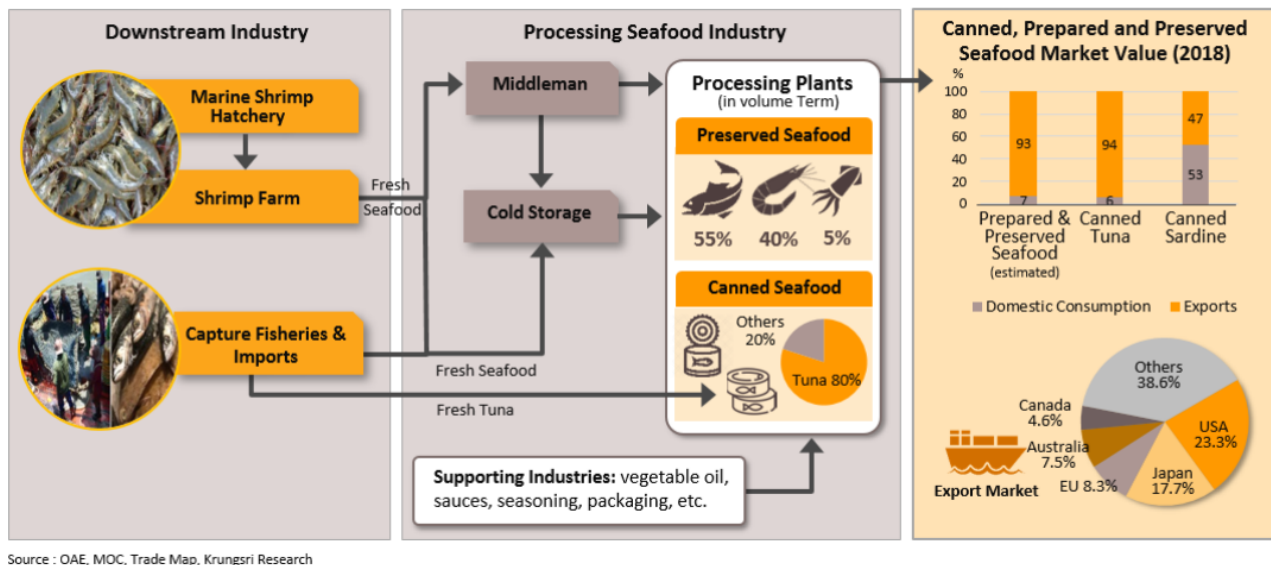 Downstream Industry
Marine Shrimp
Hatchery
Shrimp Farm
Fresh
Seafood
Capture Fisheries &
Imports
Fresh Seafood
Fresh Tuna
Processing Seafood Industry
Middleman
Cold Storage
Processing Plants
(in volume Term)
Preserved Seafood
55% 40% 5%
Canned Seafood
Others
20%
Tuna 80%
Supporting Industries: vegetable oil,
sauces, seasoning, packaging, etc.
Canned, Prepared and Preserved
Seafood Market Value (2018)
%
100
80
60
40
20
0
93
7
94
6
47
53
Prepared &
Preserved
Seafood
(estimated)
Canned
Tuna
Canned
Sardine
Domestic Consumption Exports
Others
38.6%
USA
23.3%
Japan
17.7%
EU 8.3%
Australia
7.5%
Canada
4.6%
Export Market
Source : OAE, MOC, Trade Map, Krungsri Research